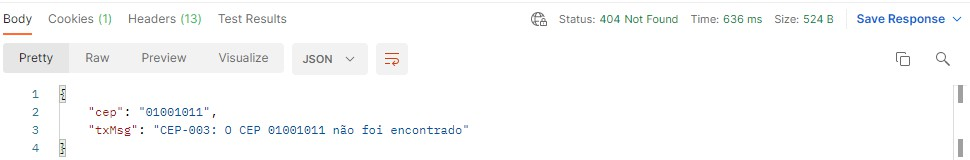 Body Cookies (1) Headers (13) Test Results Status: 404 Not Found Time: 636 ms Size: 524 B Save Response
Pretty Raw Preview Visualize JSON
1 {
2 "cep": "01001011",
3 "txMsg": "CEP-003: O CEP 01001011 não foi encontrado"
4 }